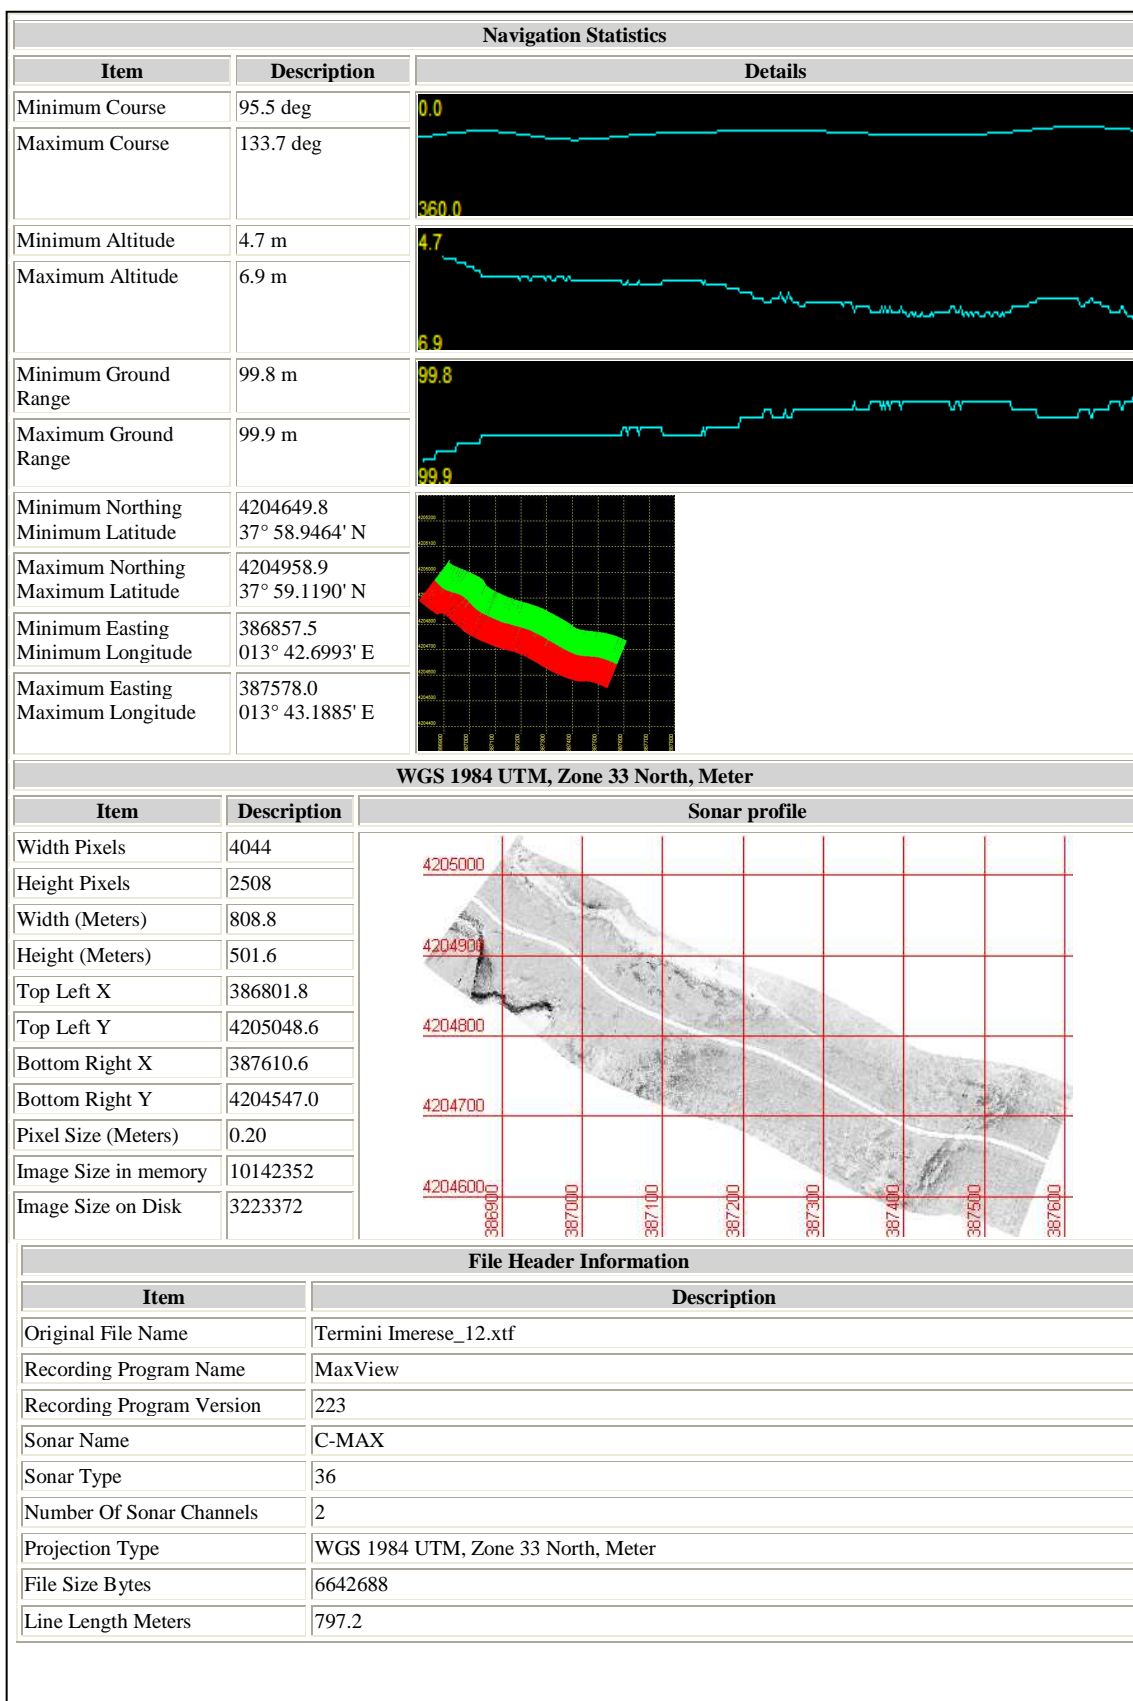 Navigation Statistics
Item Description Details
Minimum Course 95.5 deg
Maximum Course 133.7 deg
0.0
360.0
Minimum Altitude 4.7 m
Maximum Altitude 6.9 m
4.7
6.9
Minimum Ground
Range
99.8 m
Maximum Ground
Range
99.9 m
99.8
99.9
Minimum Northing 4204649.8
Minimum Latitude 37° 58.9464' N
Maximum Northing 4204958.9
Maximum Latitude 37° 59.1190' N
Minimum Easting 386857.5
Minimum Longitude 013° 42.6993' E
Maximum Easting 387578.0
Maximum Longitude 013° 43.1885' E
WGS 1984 UTM, Zone 33 North, Meter
Item Description Sonar profile
Width Pixels 4044
Height Pixels 2508
Width (Meters) 808.8
Height (Meters) 501.6
Top Left X 386801.8
Top Left Y 4205048.6
Bottom Right X 387610.6
Bottom Right Y 4204547.0
Pixel Size (Meters) 0.20
Image Size in memory 10142352
Image Size on Disk 3223372
4205000
4204900
4204800
4204700
4204600
386900
387000
387100
387200
387300
387400
387500
387600
File Header Information
Item Description
Original File Name Termini Imerese_12.xtf
Recording Program Name MaxView
Recording Program Version 223
Sonar Name C-MAX
Sonar Type 36
Number Of Sonar Channels 2
Projection Type WGS 1984 UTM, Zone 33 North, Meter
File Size Bytes 6642688
Line Length Meters 797.2